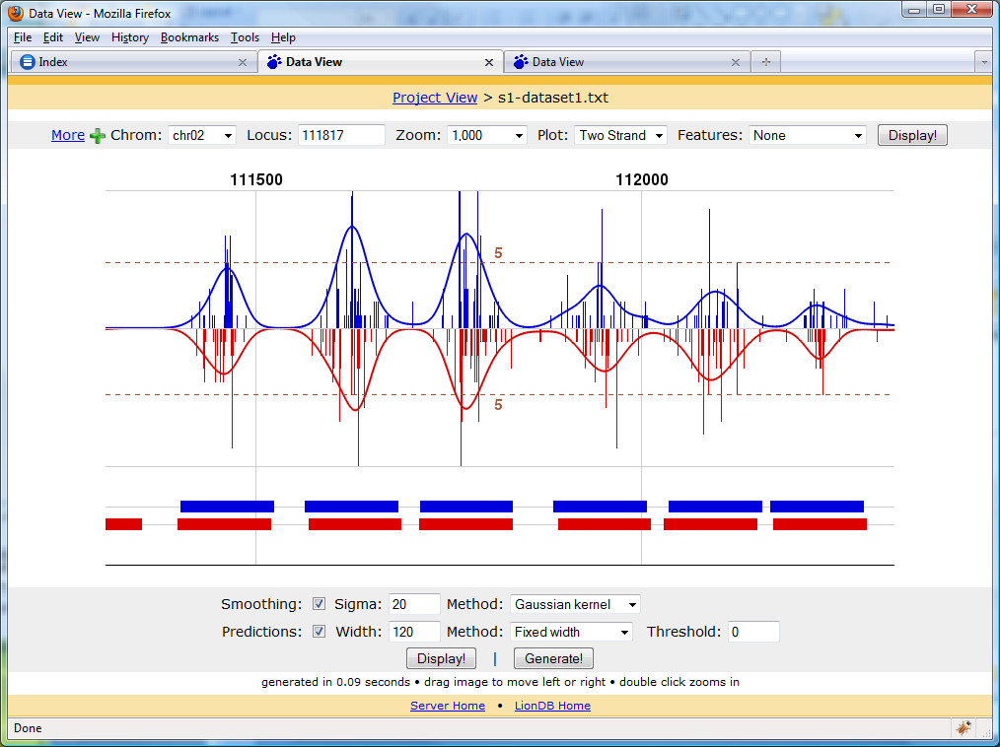 Data View - Mozilla Firefox
File Edit View History Bookmarks Tools Help
Index Data View Data View
Project View > s1-dataset1.txt
More Chrom: chr02 Locus: 111817 Zoom: 1,000 Plot: Two Strand Features: None Display!
111500 112000
5
5
Smoothing: Sigma: 20 Method: Gaussian kernel
Predictions: Width: 120 Method: Fixed width Threshold: 0
Display! | Generate!
generated in 0.09 seconds • drag image to move left or right • double click zooms in
Server Home • LionDB Home
Done